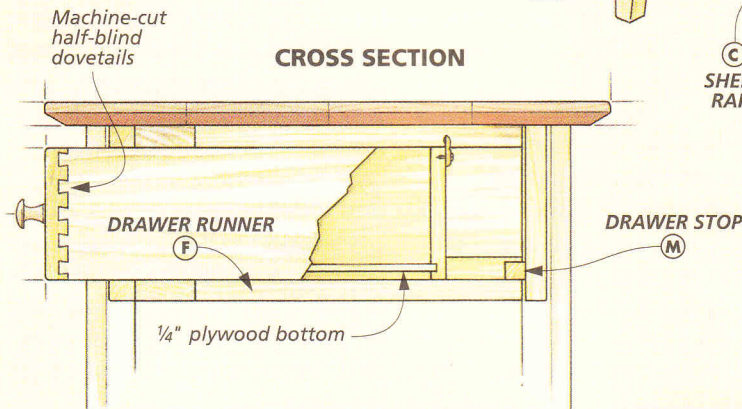 Machine-cut
half-blind
dovetails
CROSS SECTION
C
DRAWER RUNNER
F
DRAWER STOP
M
¼" plywood bottom